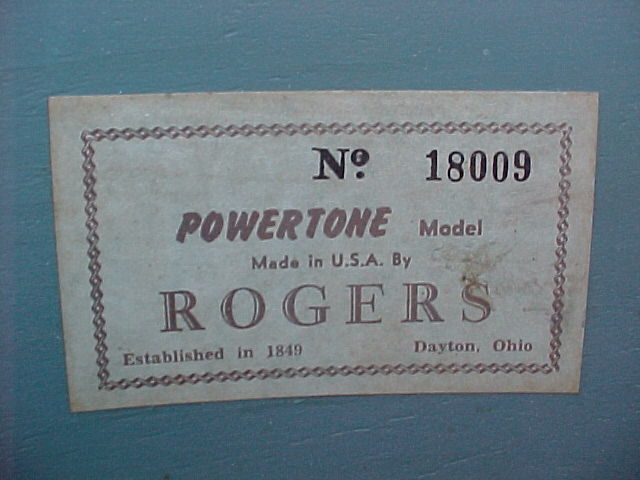 Nº 18009
POWERTONE Model
Made in U.S.A. By
ROGERS
Established in 1849 Dayton, Ohio